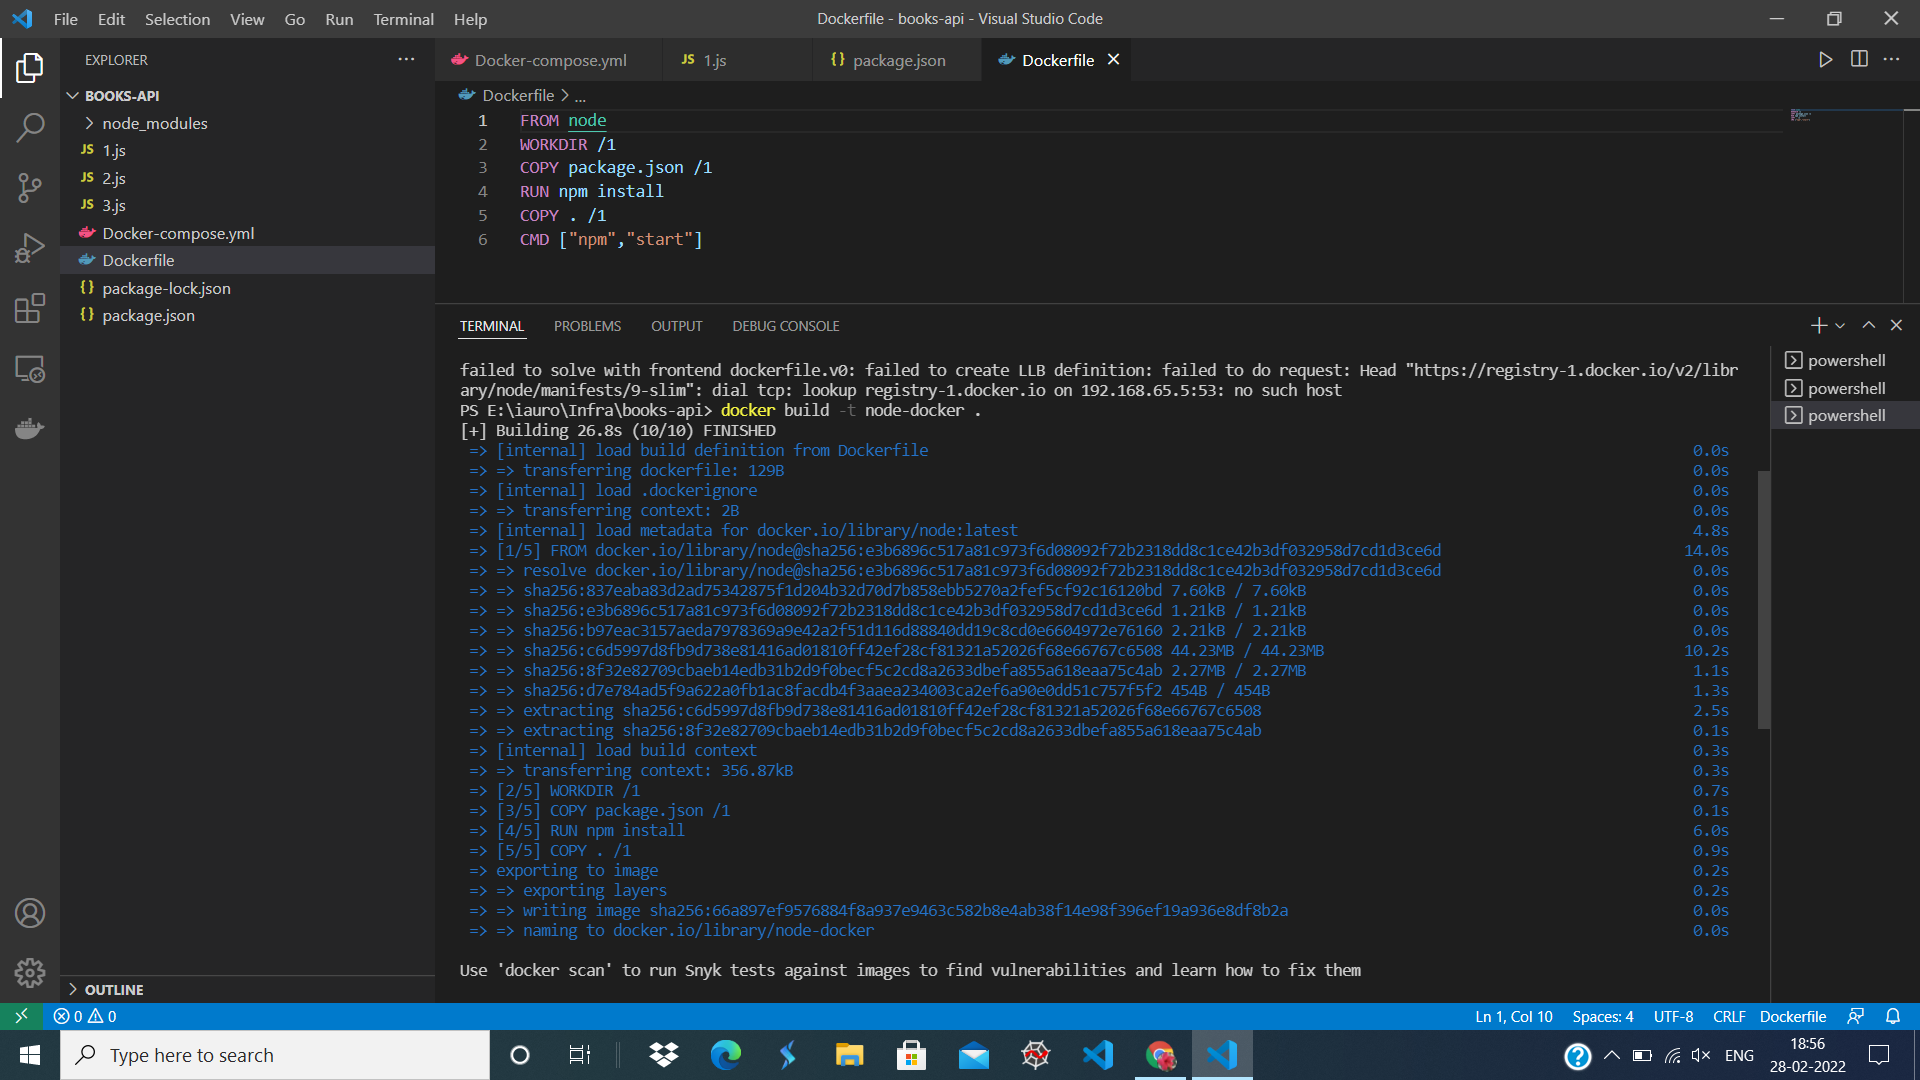 File Edit Selection View Go Run Terminal Help
Dockerfile - books-api - Visual Studio Code
EXPLORER
BOOKS-API
node_modules
JS 1.js
JS 2.js
JS 3.js
Docker-compose.yml
Dockerfile
{} package-lock.json
{} package.json
OUTLINE
Docker-compose.yml
JS 1.js
{} package.json
Dockerfile
Dockerfile > ...
1 FROM node
2 WORKDIR /1
3 COPY package.json /1
4 RUN npm install
5 COPY . /1
6 CMD ["npm","start"]
TERMINAL PROBLEMS OUTPUT DEBUG CONSOLE
failed to solve with frontend dockerfile.v0: failed to create LLB definition: failed to do request: Head "https://registry-1.docker.io/v2/libr
ary/node/manifests/9-slim": dial tcp: lookup registry-1.docker.io on 192.168.65.5:53: no such host
PS E:\iauro\Infra\books-api> docker build -t node-docker .
[+] Building 26.8s (10/10) FINISHED
=> [internal] load build definition from Dockerfile 0.0s
=> => transferring dockerfile: 129B 0.0s
=> [internal] load .dockerignore 0.0s
=> => transferring context: 2B 0.0s
=> [internal] load metadata for docker.io/library/node:latest 4.8s
=> [1/5] FROM docker.io/library/node@sha256:e3b6896c517a81c973f6d08092f72b2318dd8c1ce42b3df032958d7cd1d3ce6d 14.0s
=> => resolve docker.io/library/node@sha256:e3b6896c517a81c973f6d08092f72b2318dd8c1ce42b3df032958d7cd1d3ce6d 0.0s
=> => sha256:837eaba83d2ad75342875f1d204b32d70d7b858ebb5270a2fef5cf92c16120bd 7.60kB / 7.60kB 0.0s
=> => sha256:e3b6896c517a81c973f6d08092f72b2318dd8c1ce42b3df032958d7cd1d3ce6d 1.21kB / 1.21kB 0.0s
=> => sha256:b97eac3157aeda7978369a9e42a2f51d116d88840dd19c8cd0e6604972e76160 2.21kB / 2.21kB 0.0s
=> => sha256:c6d5997d8fb9d738e81416ad01810ff42ef28cf81321a52026f68e66767c6508 44.23MB / 44.23MB 10.2s
=> => sha256:8f32e82709cbaeb14edb31b2d9f0becf5c2cd8a2633dbefa855a618eaa75c4ab 2.27MB / 2.27MB 1.1s
=> => sha256:d7e784ad5f9a622a0fb1ac8facdb4f3aaea234003ca2ef6a90e0dd51c757f5f2 454B / 454B 1.3s
=> => extracting sha256:c6d5997d8fb9d738e81416ad01810ff42ef28cf81321a52026f68e66767c6508 2.5s
=> => extracting sha256:8f32e82709cbaeb14edb31b2d9f0becf5c2cd8a2633dbefa855a618eaa75c4ab 0.1s
=> [internal] load build context 0.3s
=> => transferring context: 356.87kB 0.3s
=> [2/5] WORKDIR /1 0.7s
=> [3/5] COPY package.json /1 0.1s
=> [4/5] RUN npm install 6.0s
=> [5/5] COPY . /1 0.9s
=> exporting to image 0.2s
=> => exporting layers 0.2s
=> => writing image sha256:66a897ef9576884f8a937e9463c582b8e4ab38f14e98f396ef19a936e8df8b2a 0.0s
=> => naming to docker.io/library/node-docker 0.0s
Use 'docker scan' to run Snyk tests against images to find vulnerabilities and learn how to fix them
powershell
powershell
powershell
0 0
Ln 1, Col 10 Spaces: 4 UTF-8 CRLF Dockerfile
Type here to search
ENG
18:56
28-02-2022